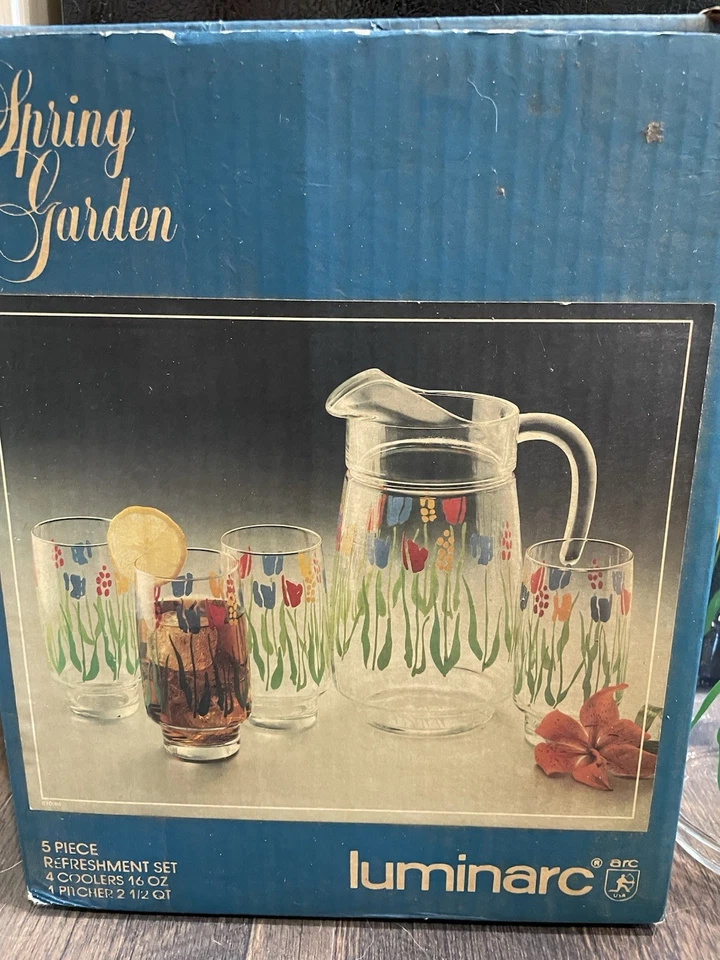 Spring
Garden
5 PIECE
REFRESHMENT SET
4 COOLERS 16 OZ
1 PITCHER 2 1/2 QT
luminarc®
arc
USA